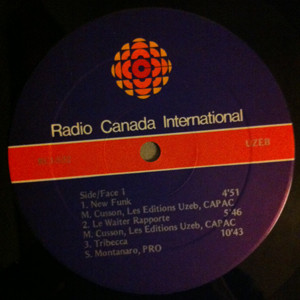 Radio Canada International
UZEB
Side/Face 1
1. New Funk 4'51
M. Cusson, Les Editions Uzeb, CAPAC
2. Le Walter Rapporte 5'46
M. Cusson, Les Editions Uzeb, CAPAC
3. Tribecca 10'43
S. Montanaro, PRO